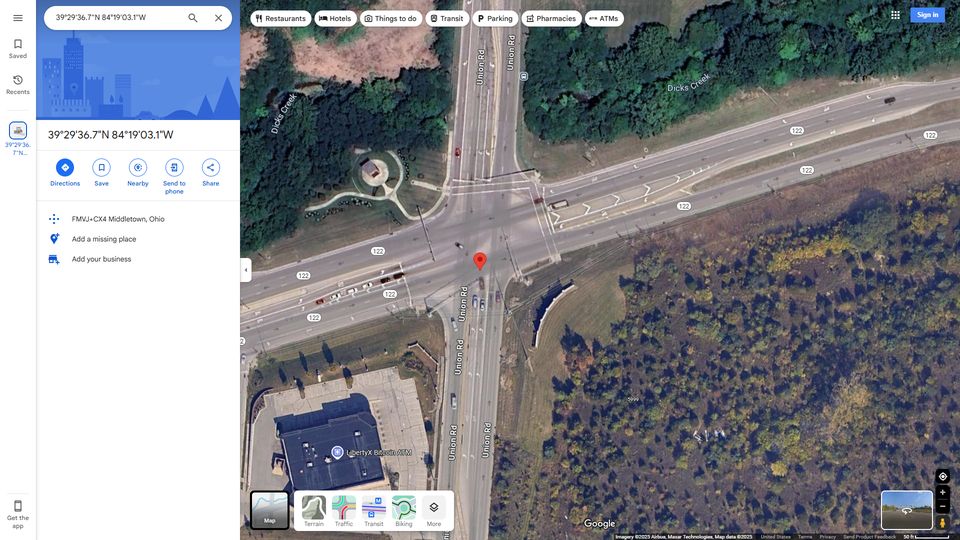 39°29'36.7"N 84°19'03.1"W
Restaurants
Hotels
Things to do
Transit
Parking
Pharmacies
ATMs
Sign in
Saved
Recents
39°29'36.
7"N...
39°29'36.7"N 84°19'03.1"W
Directions
Save
Nearby
Send to
phone
Share
FMVJ+CX4 Middletown, Ohio
Add a missing place
Add your business
Get the
app
Union Rd
Union Rd
Dicks Creek
Dicks Creek
122
122
122
122
122
122
122
122
Union Rd
Union Rd
Union Rd
Union Rd
LibertyX Bitcoin ATM
Map
Terrain
Traffic
Transit
Biking
More
Google
Imagery ©2025 Airbus, Maxar Technologies, Map data ©2025
United States
Terms
Privacy
Send Product Feedback
50 ft